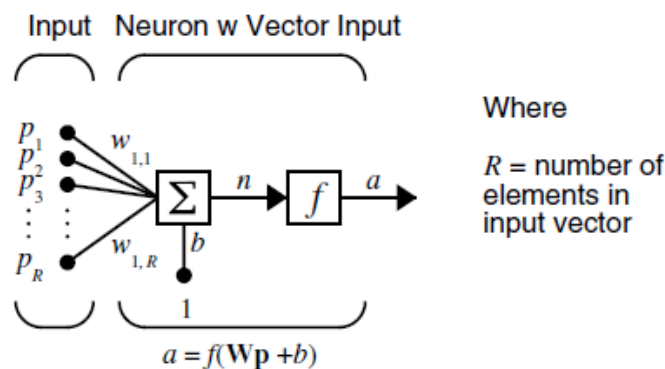 Input Neuron w Vector Input
Where
p1
w1,1
p2
p3
n
a
Σ
f
R = number of
elements in
input vector
b
pR
w1,R
1
a = f(Wp +b)